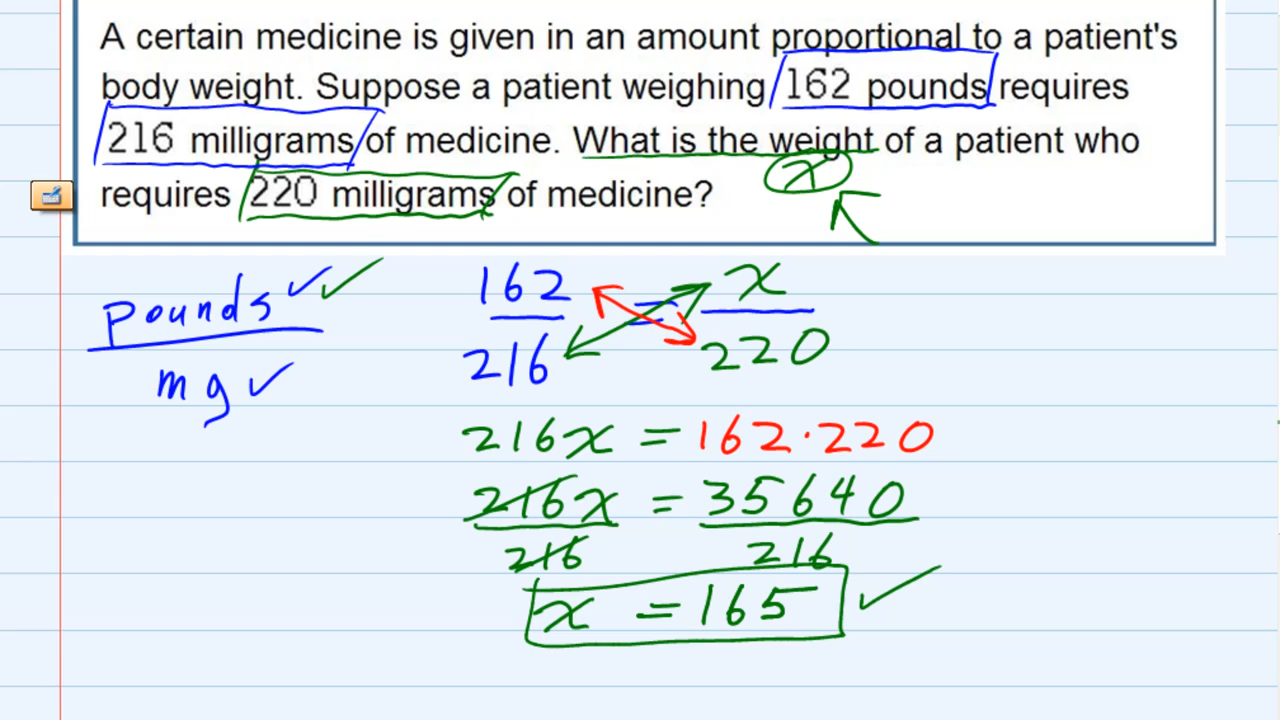 A certain medicine is given in an amount proportional to a patient's
body weight. Suppose a patient weighing 162 pounds requires
216 milligrams of medicine. What is the weight of a patient who
requires 220 milligrams of medicine?
x
pounds
mg
162 = x
216 220
216x = 162·220
216x = 35640
216 216
x = 165